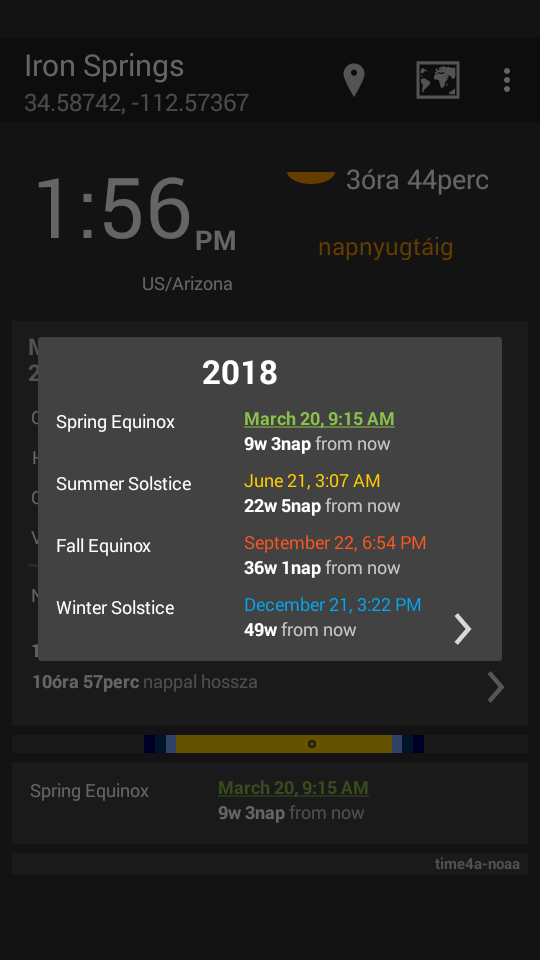 Iron Springs
34.58742, -112.57367
1:56 PM
3óra 44perc
napnyugtáig
US/Arizona
2018
Spring Equinox
March 20, 9:15 AM
9w 3nap from now
Summer Solstice
June 21, 3:07 AM
22w 5nap from now
Fall Equinox
September 22, 6:54 PM
36w 1nap from now
Winter Solstice
December 21, 3:22 PM
49w from now
10óra 57perc nappal hossza
Spring Equinox
March 20, 9:15 AM
9w 3nap from now
time4a-noaa